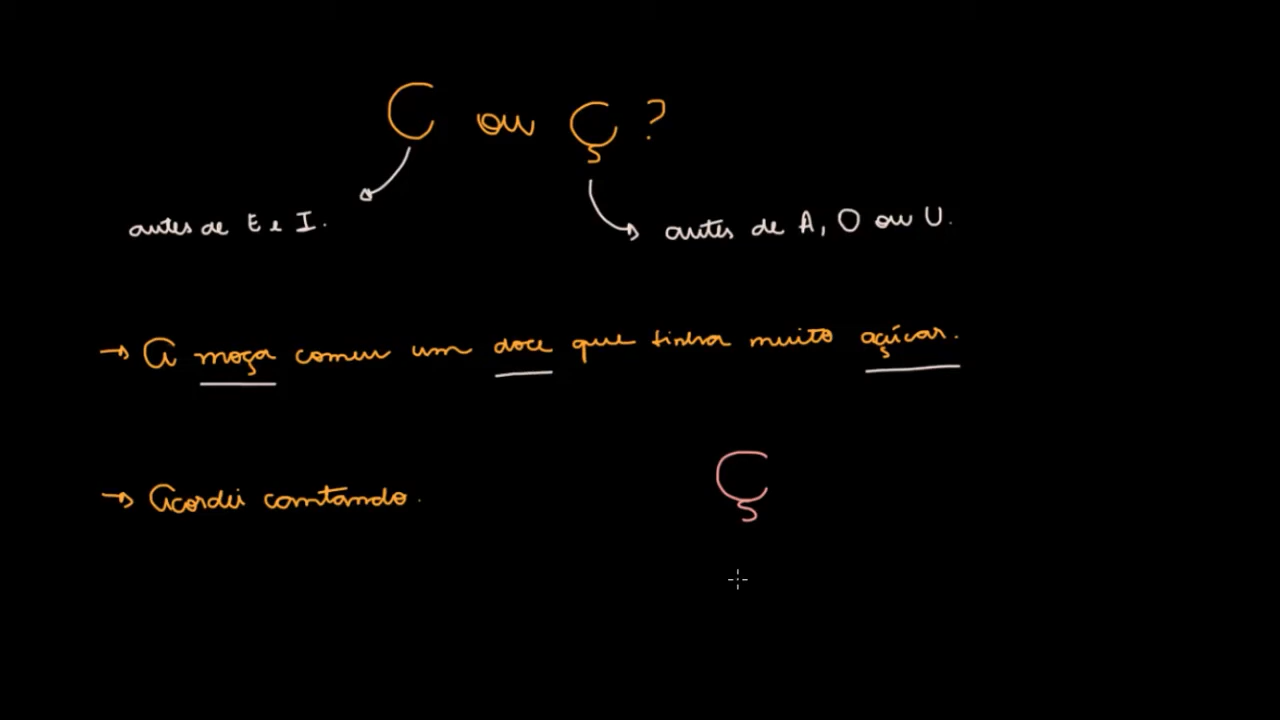 C ou Ç ?
antes de E e I.
antes de A, O ou U.
→ A moça comeu um doce que tinha muito açúcar.
→ Acordei cantando.
Ç